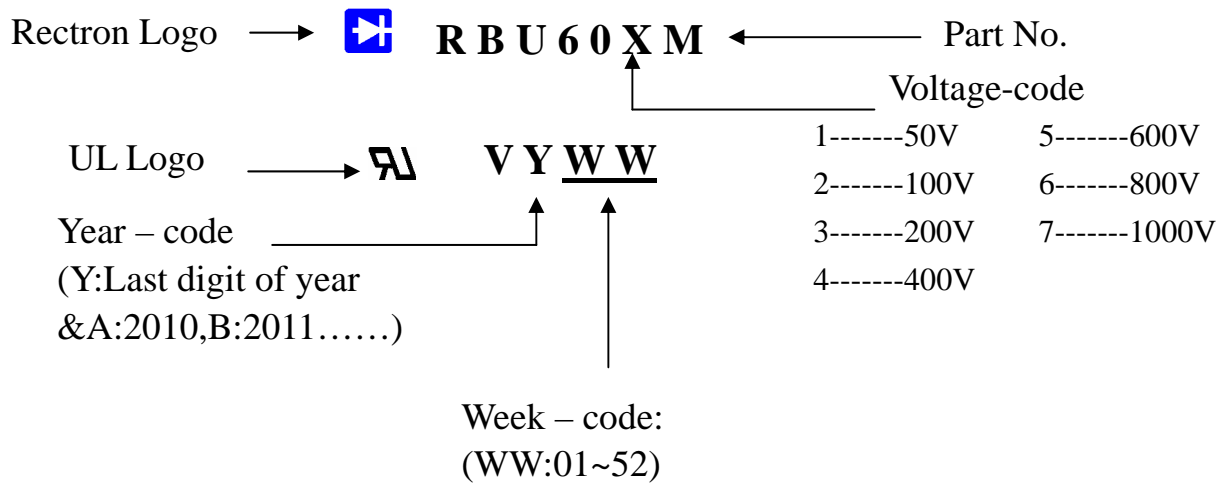 Rectron Logo R B U 6 0 X M Part No.
Voltage-code
1-------50V 5-------600V
UL Logo V Y W W
2-------100V 6-------800V
Year – code 3-------200V 7-------1000V
(Y:Last digit of year 4-------400V
&A:2010,B:2011……)
Week – code:
(WW:01~52)